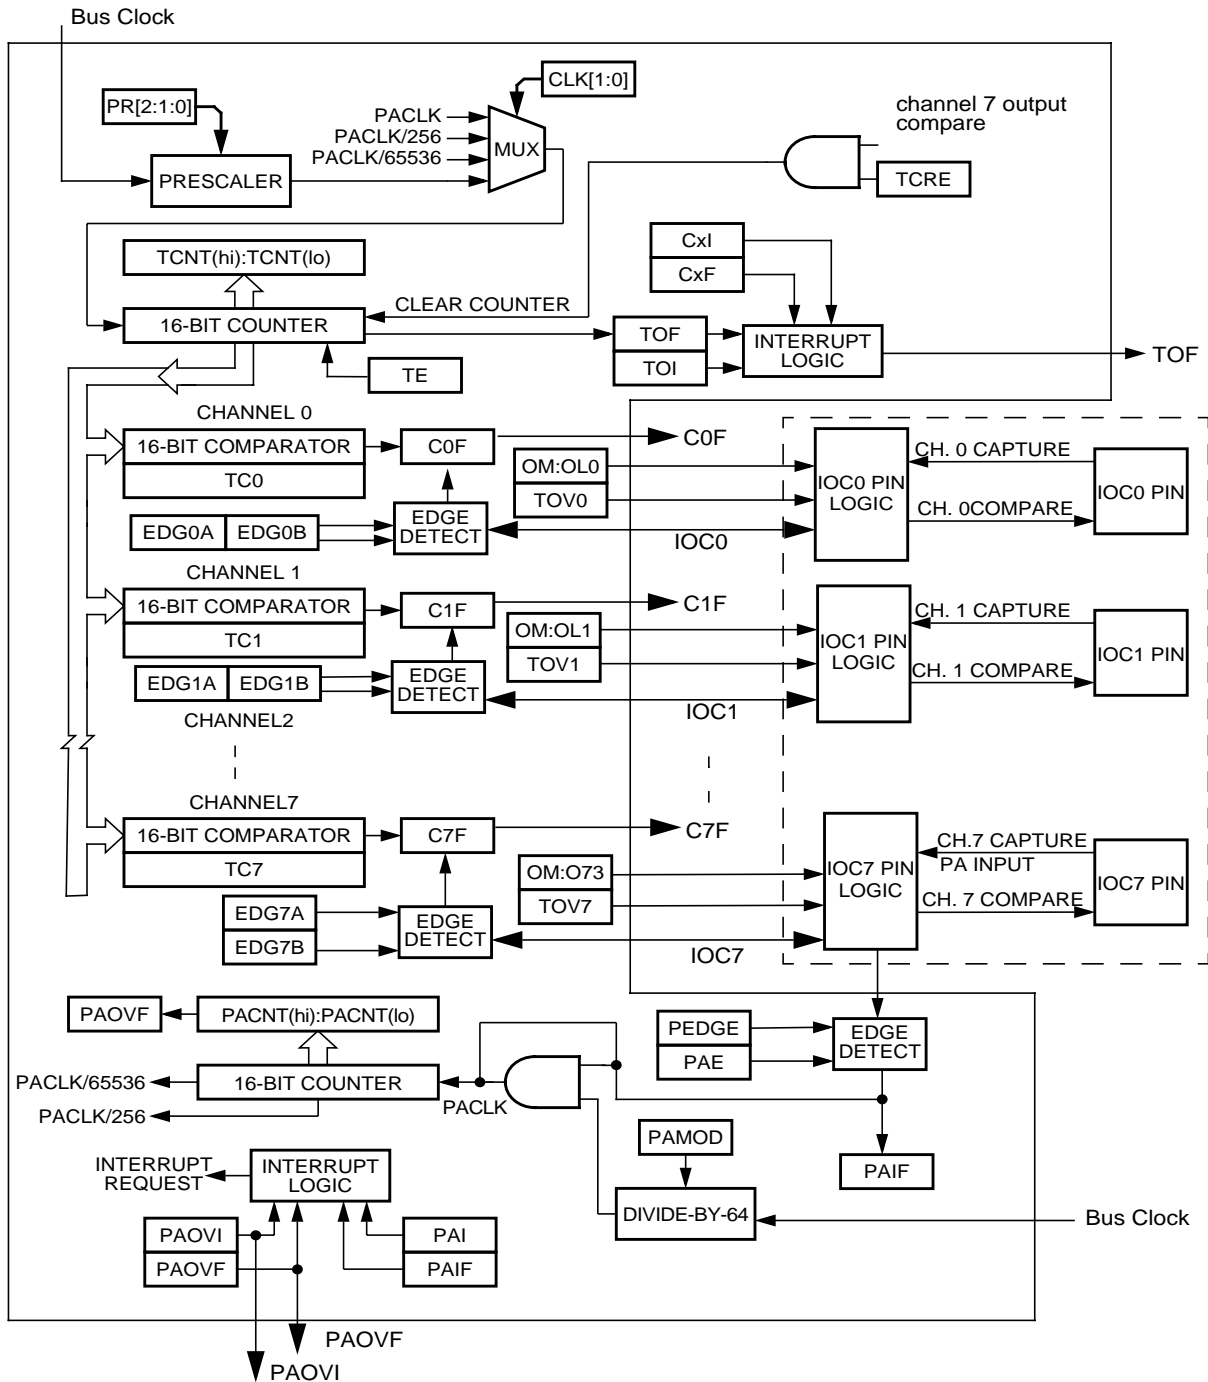 Bus Clock
CLK[1:0]
PR[2:1:0]
channel 7 output
compare
PACLK
PACLK/256
PACLK/65536
MUX
PRESCALER
TCRE
CxI
CxF
TCNT(hi):TCNT(lo)
CLEAR COUNTER
16-BIT COUNTER
TOF
TOI
INTERRUPT
LOGIC
TOF
TE
CHANNEL 0
16-BIT COMPARATOR
TC0
C0F
C0F
OM:OL0
TOV0
IOC0 PIN
LOGIC
CH. 0 CAPTURE
CH. 0COMPARE
IOC0 PIN
EDG0A
EDG0B
EDGE
DETECT
IOC0
CHANNEL 1
16-BIT COMPARATOR
TC1
C1F
C1F
OM:OL1
TOV1
IOC1 PIN
LOGIC
CH. 1 CAPTURE
CH. 1 COMPARE
IOC1 PIN
EDG1A
EDG1B
EDGE
DETECT
IOC1
CHANNEL2
CHANNEL7
16-BIT COMPARATOR
TC7
C7F
C7F
OM:O73
TOV7
IOC7 PIN
LOGIC
CH.7 CAPTURE
PA INPUT
CH. 7 COMPARE
IOC7 PIN
EDG7A
EDG7B
EDGE
DETECT
IOC7
PAOVF
PACNT(hi):PACNT(lo)
PEDGE
PAE
EDGE
DETECT
PACLK/65536
16-BIT COUNTER
PACLK
PACLK/256
PAMOD
PAIF
INTERRUPT
REQUEST
INTERRUPT
LOGIC
DIVIDE-BY-64
Bus Clock
PAOVI
PAOVF
PAI
PAIF
PAOVF
PAOVI